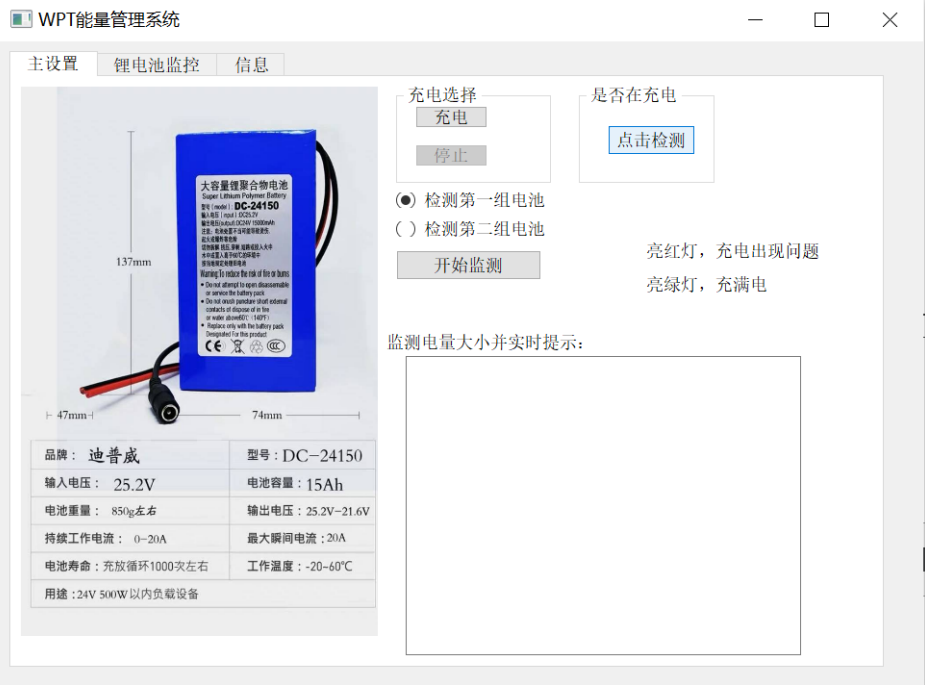 WPT能量管理系统
主设置
锂电池监控
信息
充电选择
充电
停止
是否在充电
点击检测
检测第一组电池
检测第二组电池
开始监测
亮红灯，充电出现问题
亮绿灯，充满电
监测电量大小并实时提示：
大容量锂聚合物电池
Super Lithium Polymer Battery
型号（model）: DC-24150
输入电压（input）:DC25.2V
输出电压(output):DC24V 15000mAh
Warning:To reduce the risk of fire or burns
● Do not attempt to open disassemable
or service the battery pack
● Do not crush puncture short external
contacts of dispose of in fire
or water above60℃（140℉）
● Replace only with the battery pack
Designated For this product
CE
CCC
137mm
47mm
74mm
品牌： 迪普威
型号：DC-24150
输入电压： 25.2V
电池容量：15Ah
电池重量： 850g左右
输出电压：25.2V-21.6V
持续工作电流： 0-20A
最大瞬间电流：20A
电池寿命：充放循环1000次左右
工作温度：-20~60℃
用途：24V 500W以内负载设备